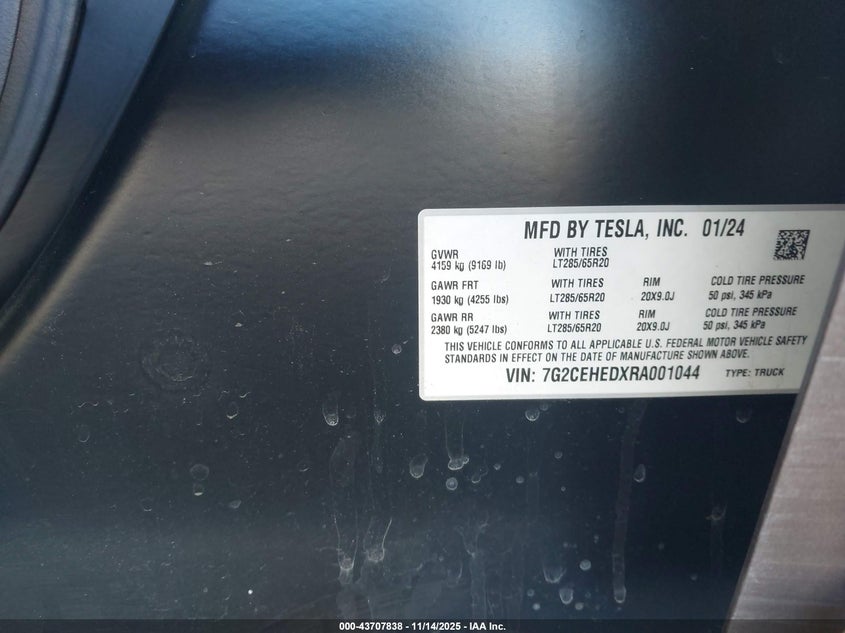 MFD BY TESLA, INC. 01/24
GVWR WITH TIRES
4159 kg (9169 lb) LT285/65R20
GAWR FRT WITH TIRES RIM COLD TIRE PRESSURE
1930 kg (4255 lbs) LT285/65R20 20X9.0J 50 psi, 345 kPa
GAWR RR WITH TIRES RIM COLD TIRE PRESSURE
2380 kg (5247 lbs) LT285/65R20 20X9.0J 50 psi, 345 kPa
THIS VEHICLE CONFORMS TO ALL APPLICABLE U.S. FEDERAL MOTOR VEHICLE SAFETY
STANDARDS IN EFFECT ON THE DATE OF MANUFACTURE SHOWN ABOVE.
VIN: 7G2CEHEDXRA001044 TYPE: TRUCK
000-43707838 - 11/14/2025 - IAA Inc.